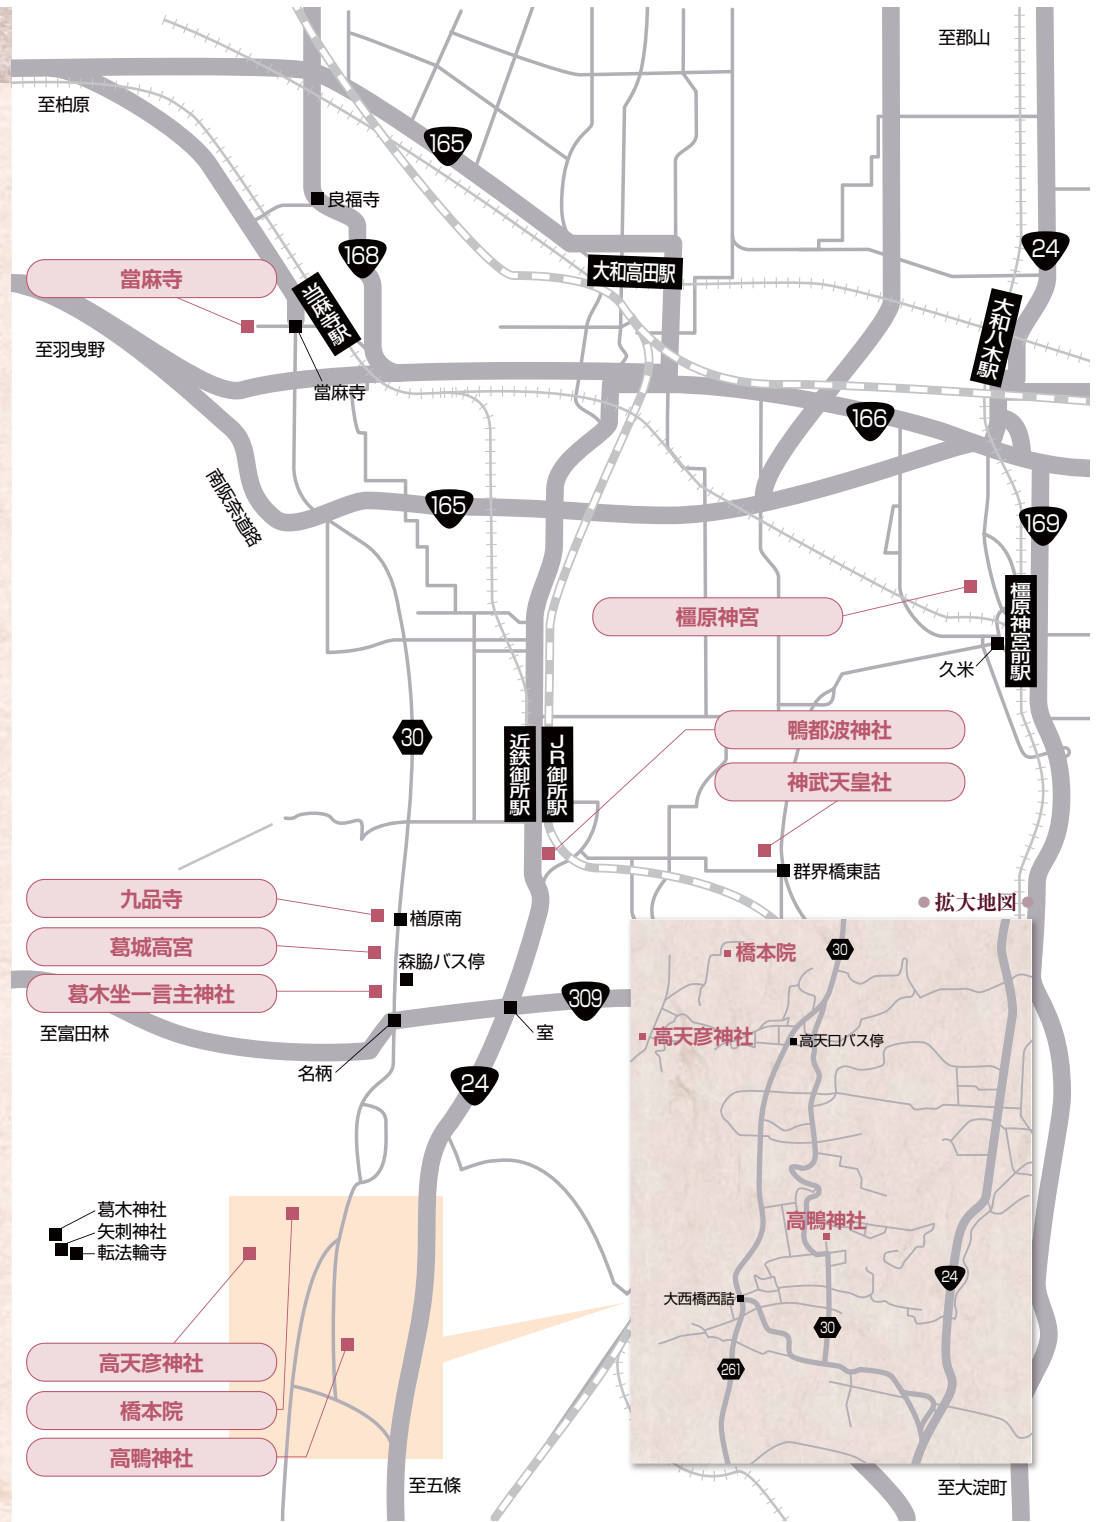 至郡山
至柏原
165
良福寺
168
24
大和高田駅
當麻寺
当麻寺駅
大和八木駅
至羽曳野
當麻寺
166
南阪奈道路
165
169
橿原神宮
橿原神宮前駅
久米
30
近鉄御所駅
JR御所駅
鴨都波神社
神武天皇社
群界橋東詰
九品寺
楢原南
拡大地図
葛城高宮
森脇バス停
葛木坐一言主神社
309
至富田林
室
名柄
24
橋本院
30
高天彦神社
高天口バス停
高鴨神社
24
大西橋西詰
30
261
葛木神社
矢刺神社
転法輪寺
高天彦神社
橋本院
高鴨神社
至五條
至大淀町